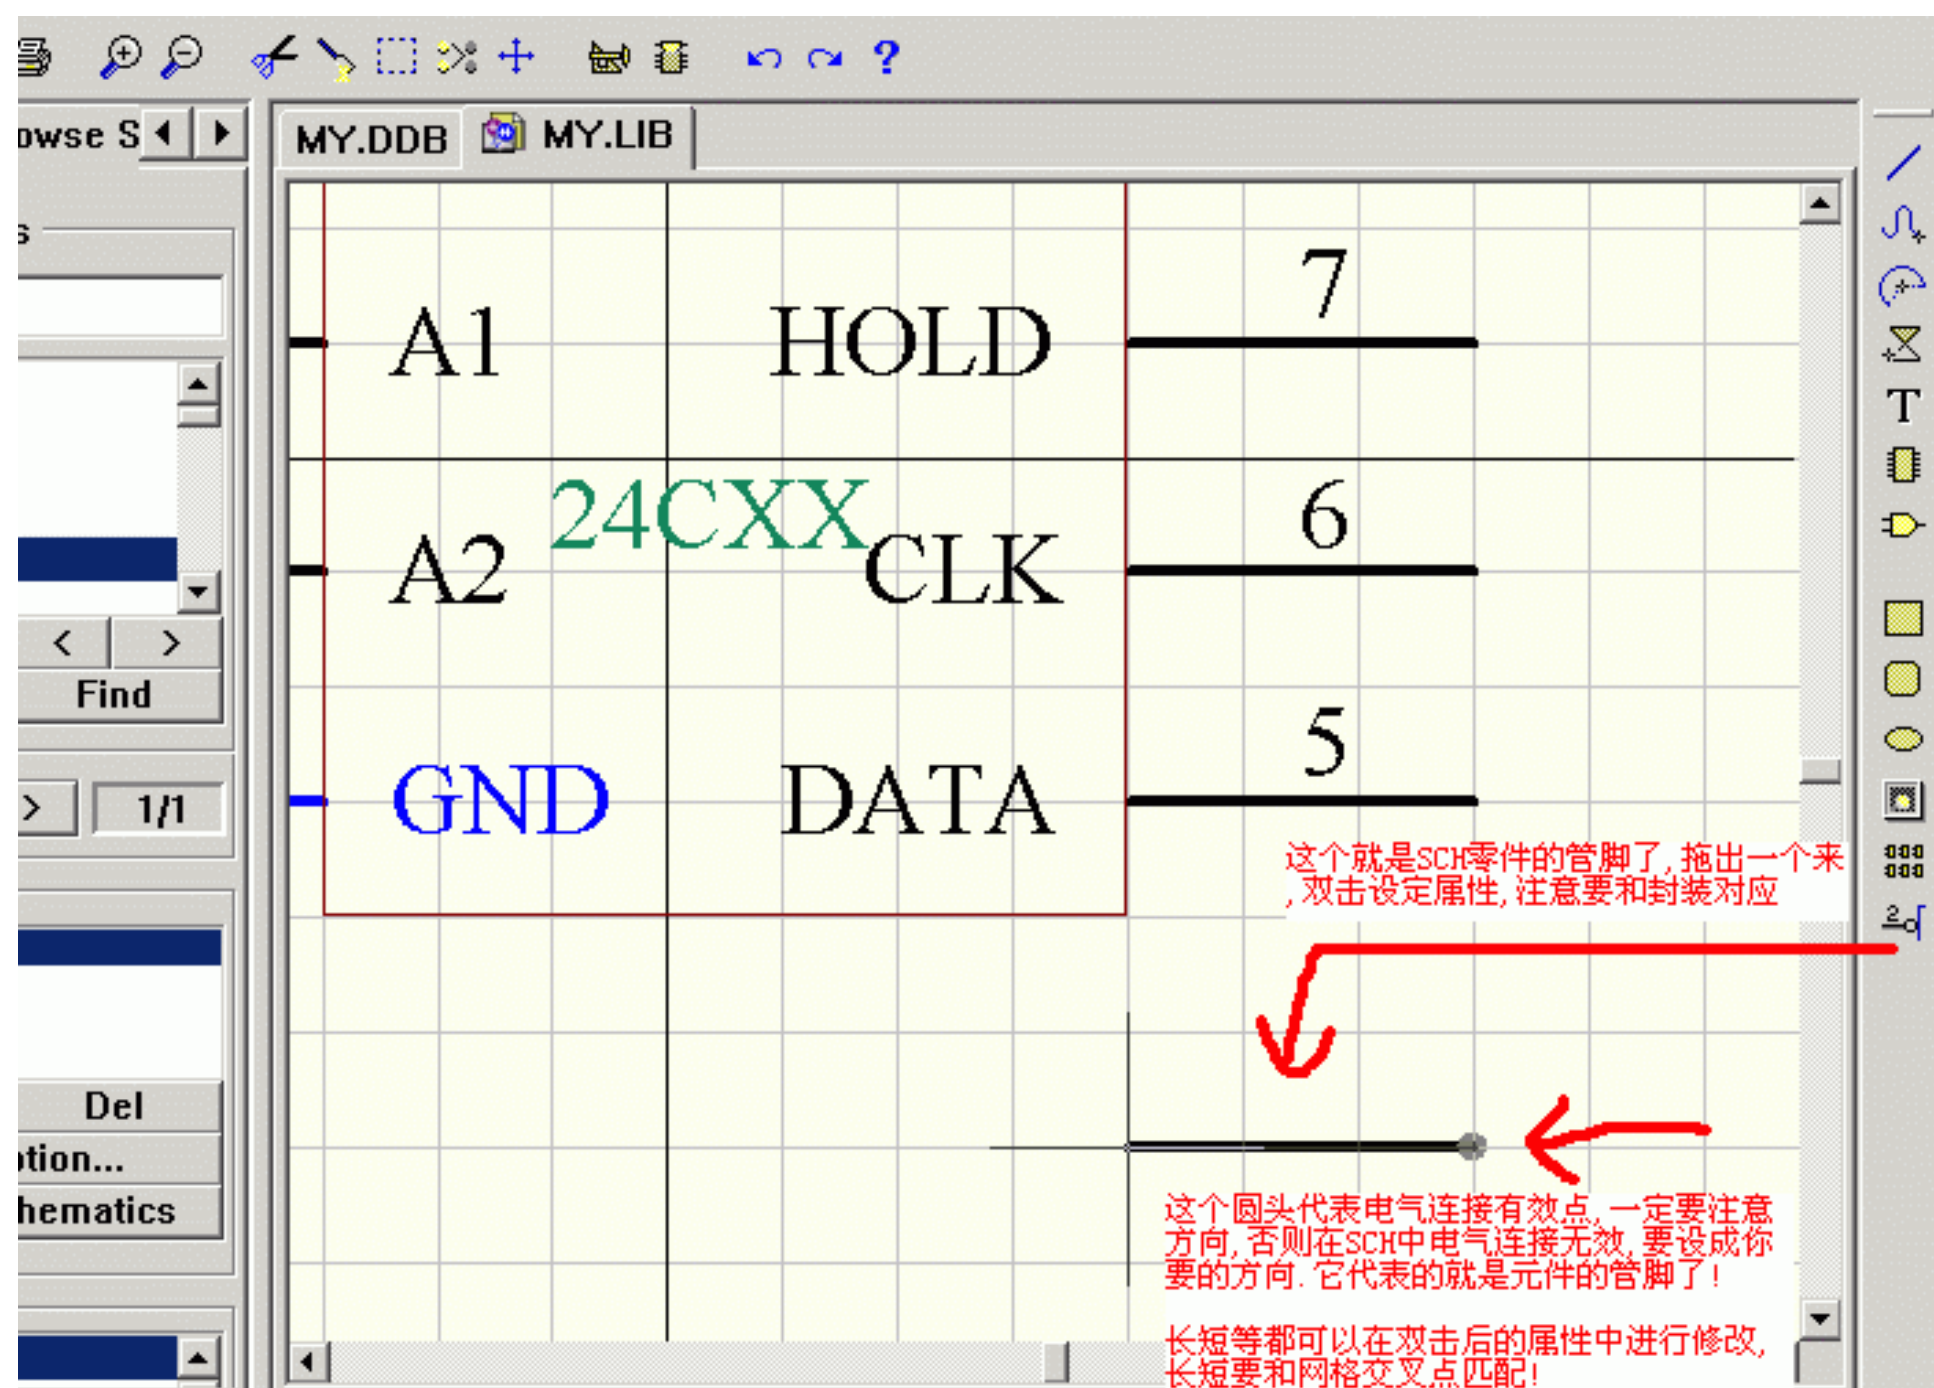 MY.DDB
MY.LIB
Find
1/1
Del
A1
HOLD
7
24CXX
A2
CLK
6
GND
DATA
5
T
这个就是SCH零件的管脚了,拖出一个来
,双击设定属性,注意要和封装对应
2
这个圆头代表电气连接有效点,一定要注意
方向,否则在SCH中电气连接无效,要设成你
要的方向.它代表的就是元件的管脚了!
长短等都可以在双击后的属性中进行修改,
长短要和网格交叉点匹配!